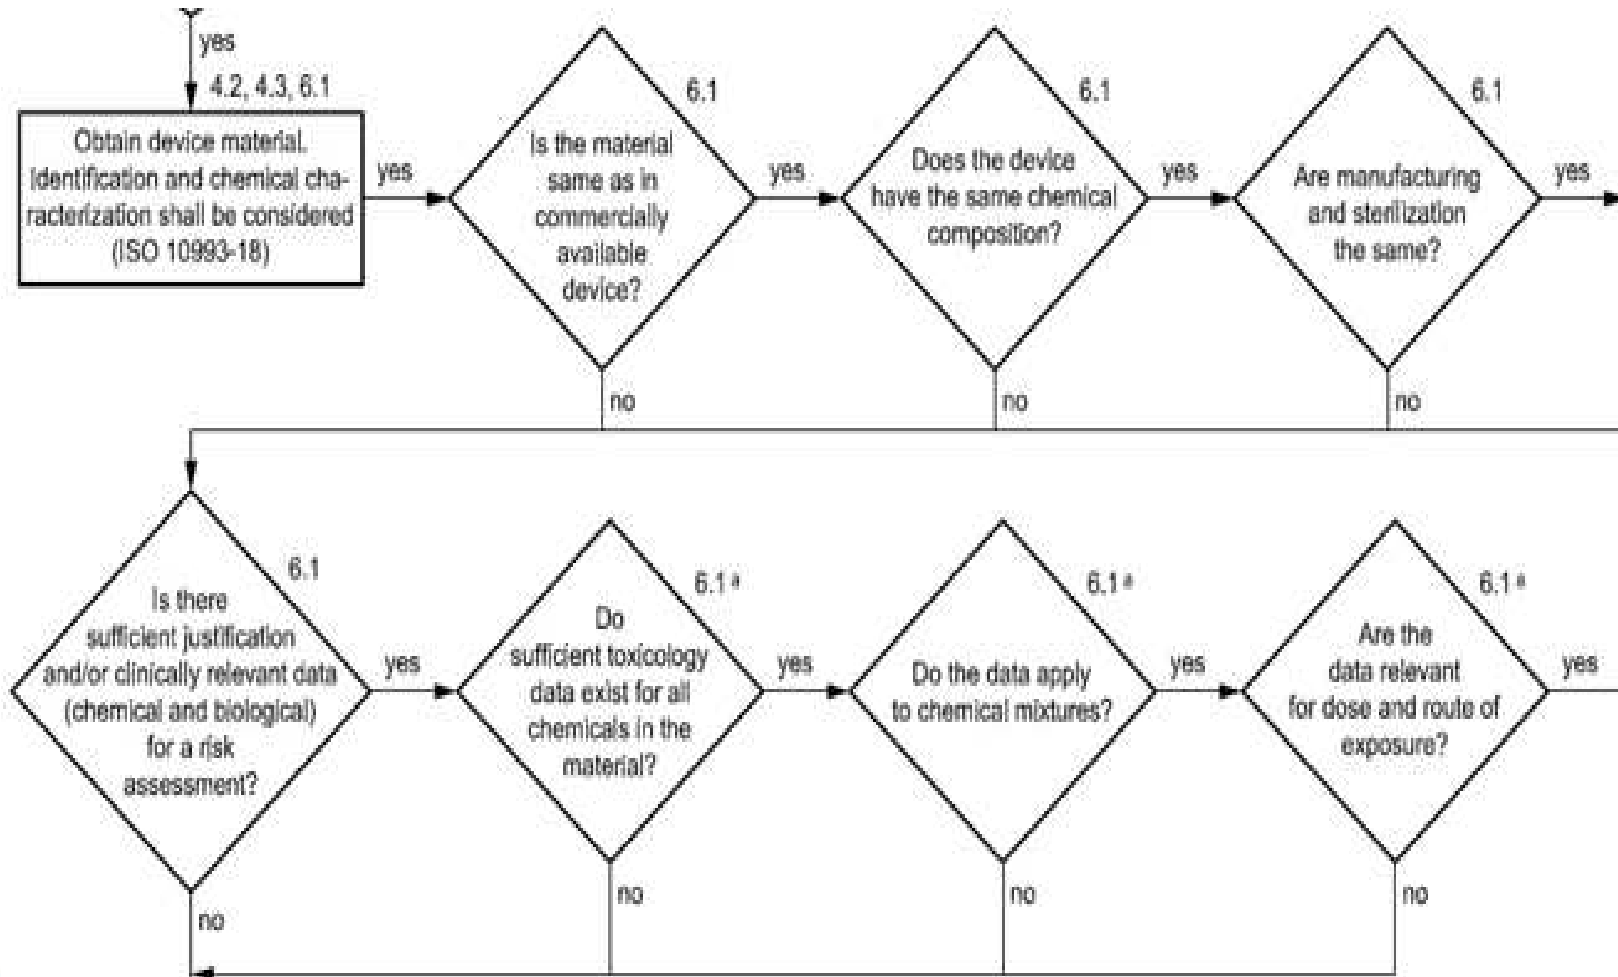 yes
4.2, 4.3, 6.1
Obtain device material.
Identification and chemical cha-
racterization shall be considered
(ISO 10993-18)
yes
6.1
Is the material
same as in
commercially
available
device?
yes
6.1
Does the device
have the same chemical
composition?
yes
6.1
Are manufacturing
and sterilization
the same?
yes
no
no
no
6.1
Is there
sufficient justification
and/or clinically relevant data
(chemical and biological)
for a risk
assessment?
yes
6.1 a
Do
sufficient toxicology
data exist for all
chemicals in the
material?
yes
6.1 a
Do the data apply
to chemical mixtures?
yes
6.1 a
Are the
data relevant
for dose and route of
exposure?
yes
no
no
no
no